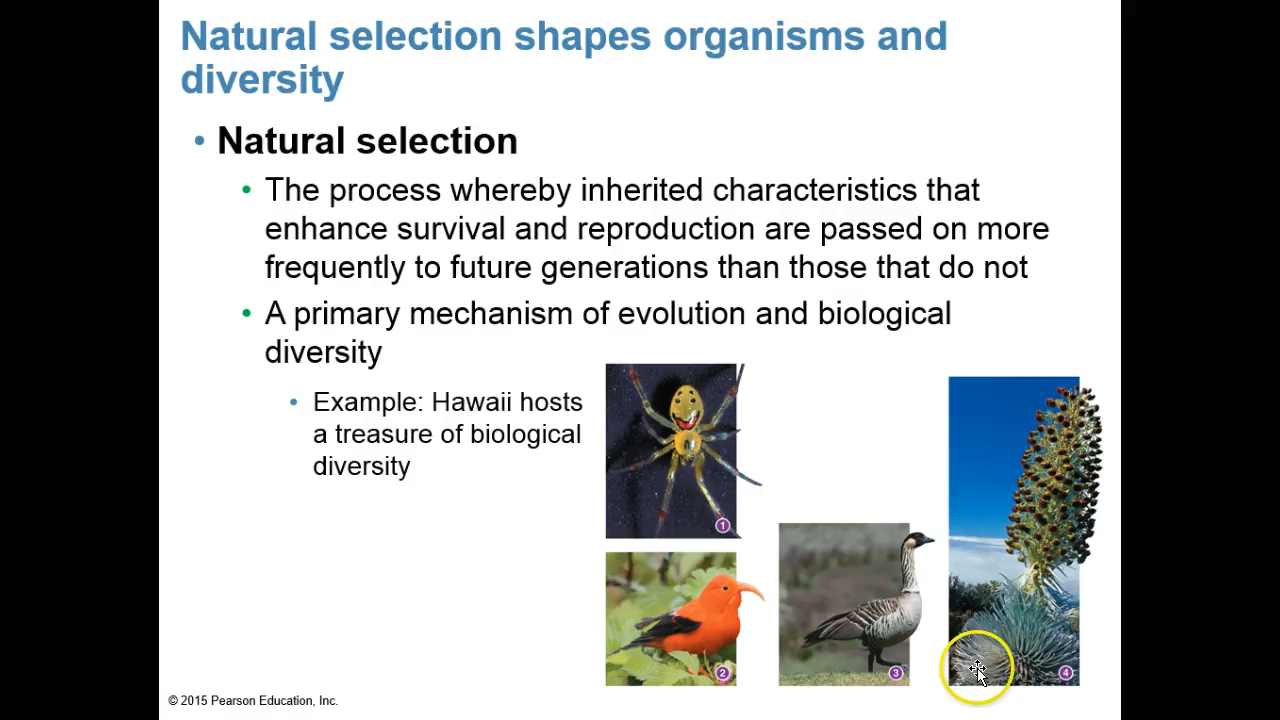 Natural selection shapes organisms and
diversity
• Natural selection
• The process whereby inherited characteristics that
enhance survival and reproduction are passed on more
frequently to future generations than those that do not
• A primary mechanism of evolution and biological
diversity
• Example: Hawaii hosts
a treasure of biological
diversity
1
2
3
4
© 2015 Pearson Education, Inc.